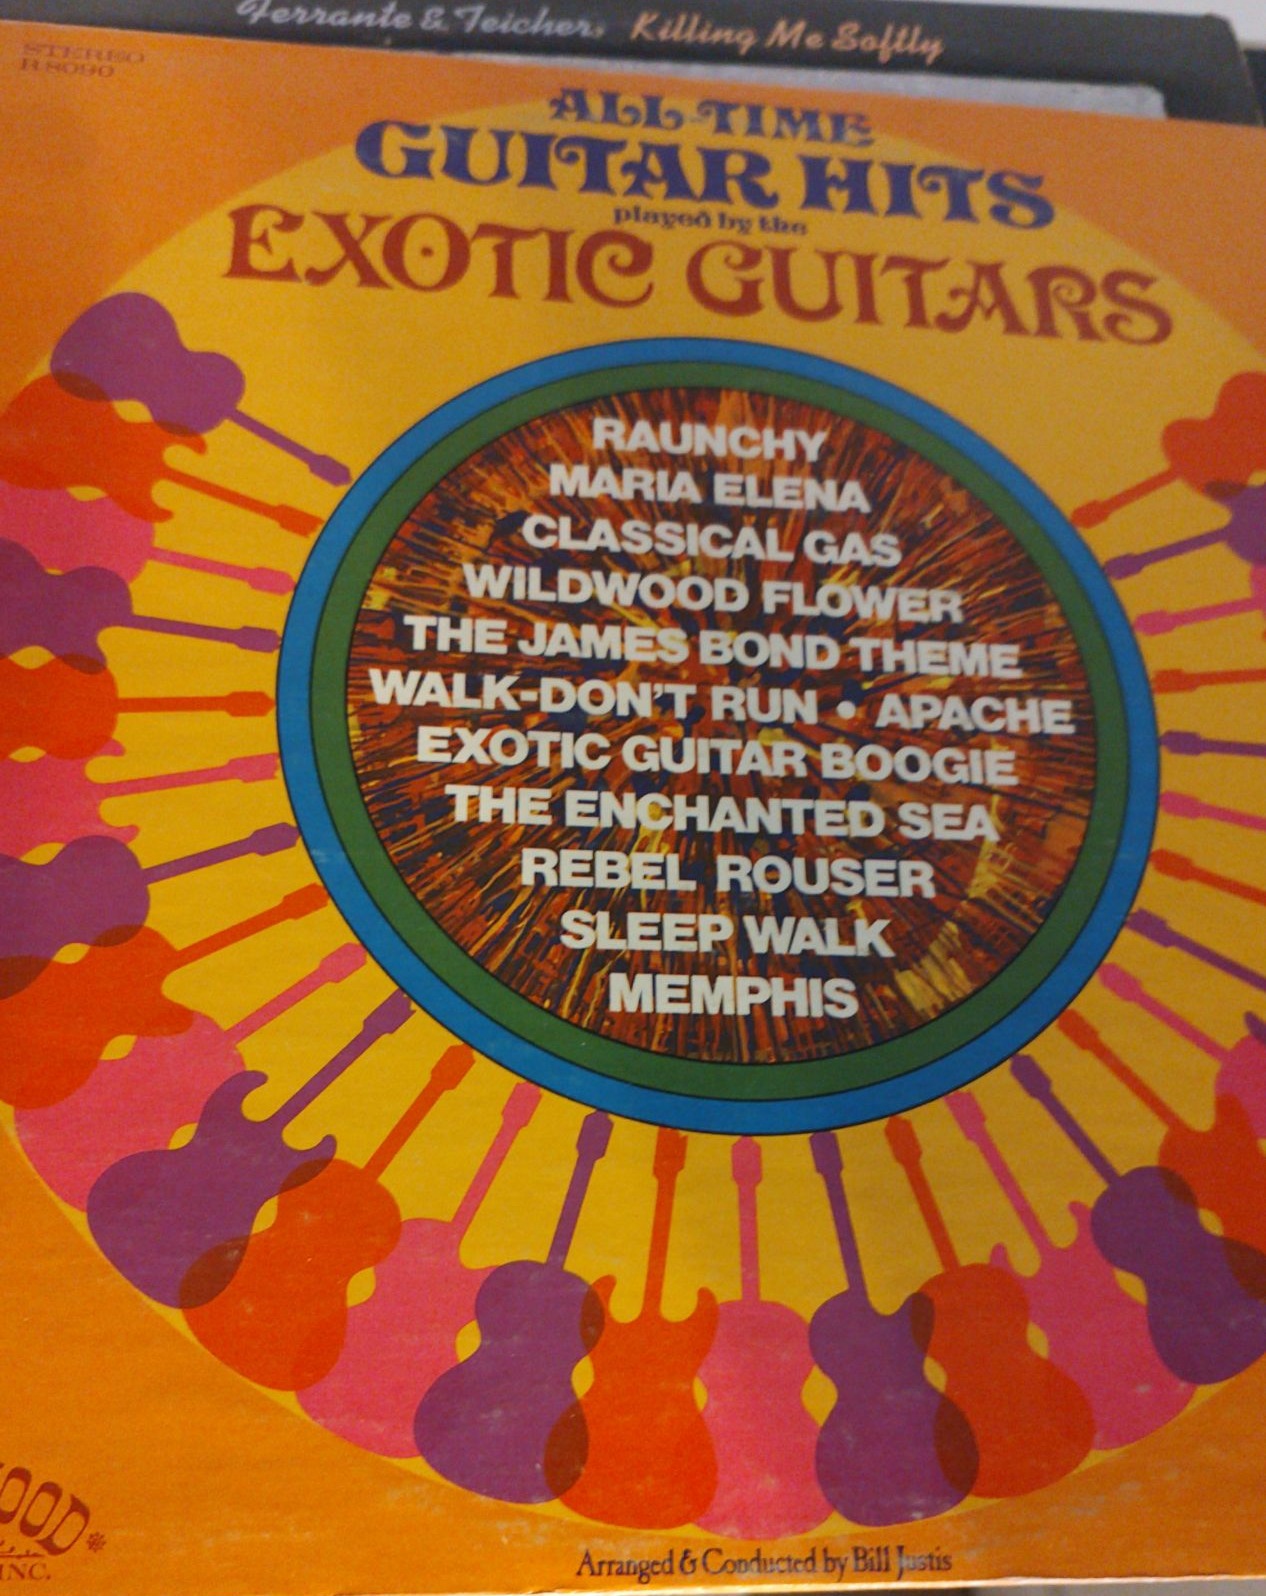 Ferrante & Teicher: Killing Me Softly
STEREO
R 8090
ALL-TIME
GUITAR HITS
played by the
EXOTIC GUITARS
RAUNCHY
MARIA ELENA
CLASSICAL GAS
WILDWOOD FLOWER
THE JAMES BOND THEME
WALK-DON'T RUN • APACHE
EXOTIC GUITAR BOOGIE
THE ENCHANTED SEA
REBEL ROUSER
SLEEP WALK
MEMPHIS
INC.
Arranged & Conducted by Bill Justis